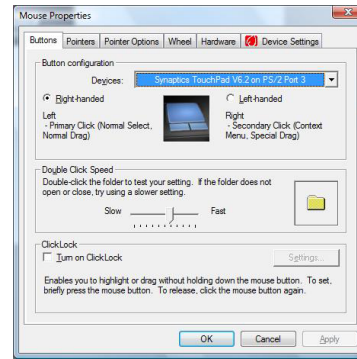 Mouse Properties
Buttons Pointers Pointer Options Wheel Hardware Device Settings
Button configuration
Devices: Synaptics TouchPad V6.2 on PS/2 Port 3
Right-handed Left-handed
Left Right
- Primary Click (Normal Select, - Secondary Click (Context
Normal Drag) Menu, Special Drag)
Double Click Speed
Double-click the folder to test your setting. If the folder does not
open or close, try using a slower setting.
Slow Fast
ClickLock
Turn on ClickLock Settings...
Enables you to highlight or drag without holding down the mouse button. To set,
briefly press the mouse button. To release, click the mouse button again.
OK Cancel Apply